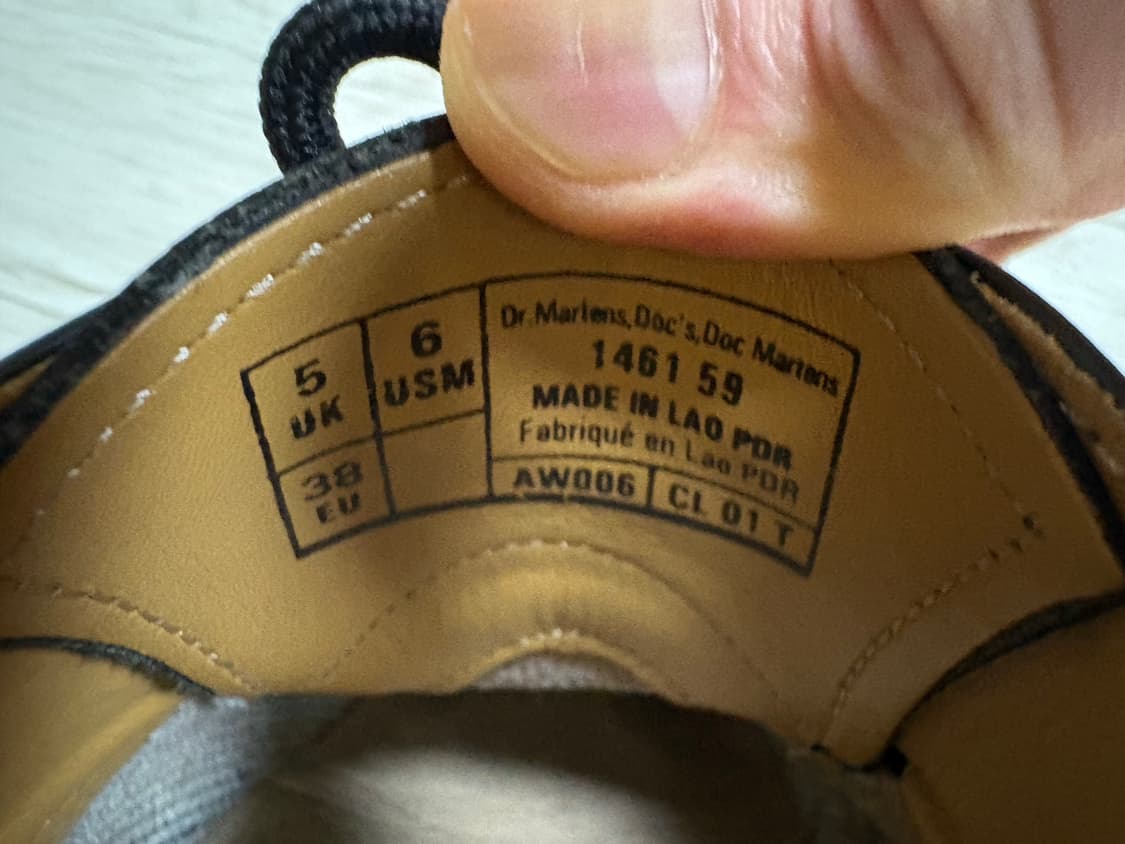 5
UK
6
USM
38
EU
Dr. Martens, Doc's, Doc Martens
1461 59
MADE IN LAO PDR
Fabriqué en Lao PDR
AW006
CL 01 T